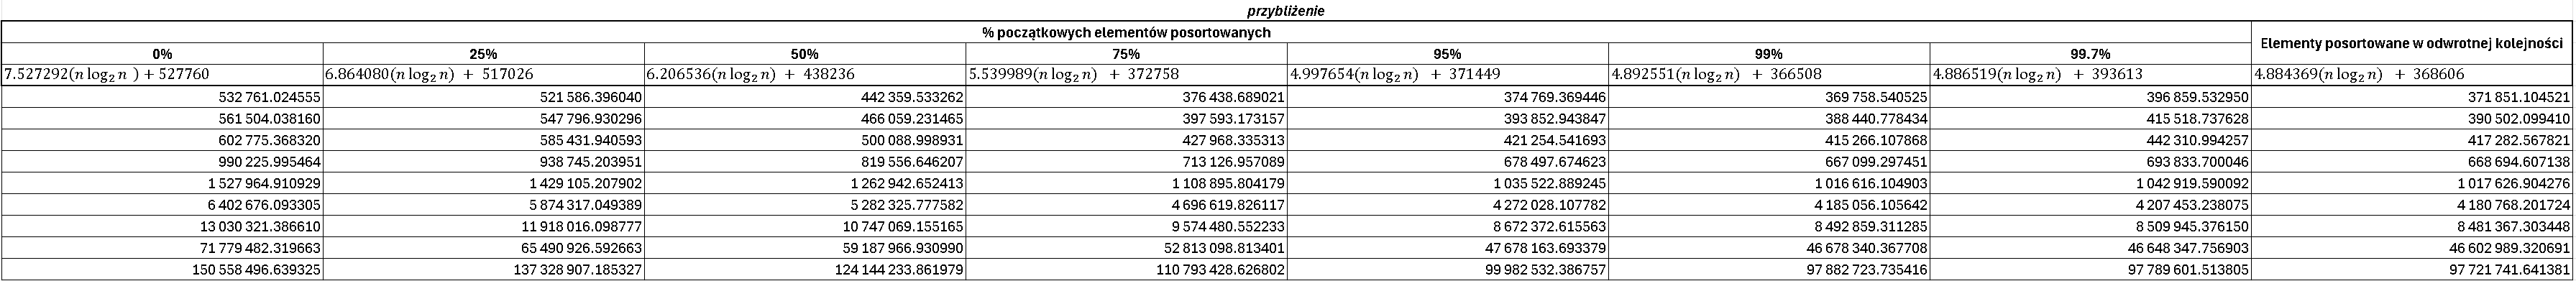 przybliżenie
% początkowych elementów posortowanych
Elementy posortowane w odwrotnej kolejności
0% 25% 50% 75% 95% 99% 99.7%
7.527292(n log₂ n ) + 527760 6.864080(n log₂ n) + 517026 6.206536(n log₂ n) + 438236 5.539989(n log₂ n) + 372758 4.997654(n log₂ n) + 371449 4.892551(n log₂ n) + 366508 4.886519(n log₂ n) + 393613 4.884369(n log₂ n) + 368606
532 761.024555 521 586.396040 442 359.533262 376 438.689021 374 769.369446 369 758.540525 396 859.532950 371 851.104521
561 504.038160 547 796.930296 466 059.231465 397 593.173157 393 852.943847 388 440.778434 415 518.737628 390 502.099410
602 775.368320 585 431.940593 500 088.998931 427 968.335313 421 254.541693 415 266.107868 442 310.994257 417 282.567821
990 225.995464 938 745.203951 819 556.646207 713 126.957089 678 497.674623 667 099.297451 693 833.700046 668 694.607138
1 527 964.910929 1 429 105.207902 1 262 942.652413 1 108 895.804179 1 035 522.889245 1 016 616.104903 1 042 919.590092 1 017 626.904276
6 402 676.093305 5 874 317.049389 5 282 325.777582 4 696 619.826117 4 272 028.107782 4 185 056.105642 4 207 453.238075 4 180 768.201724
13 030 321.386610 11 918 016.098777 10 747 069.155165 9 574 480.552233 8 672 372.615563 8 492 859.311285 8 509 945.376150 8 481 367.303448
71 779 482.319663 65 490 926.592663 59 187 966.930990 52 813 098.813401 47 678 163.693379 46 678 340.367708 46 648 347.756903 46 602 989.320691
150 558 496.639325 137 328 907.185327 124 144 233.861979 110 793 428.626802 99 982 532.386757 97 882 723.735416 97 789 601.513805 97 721 741.641381